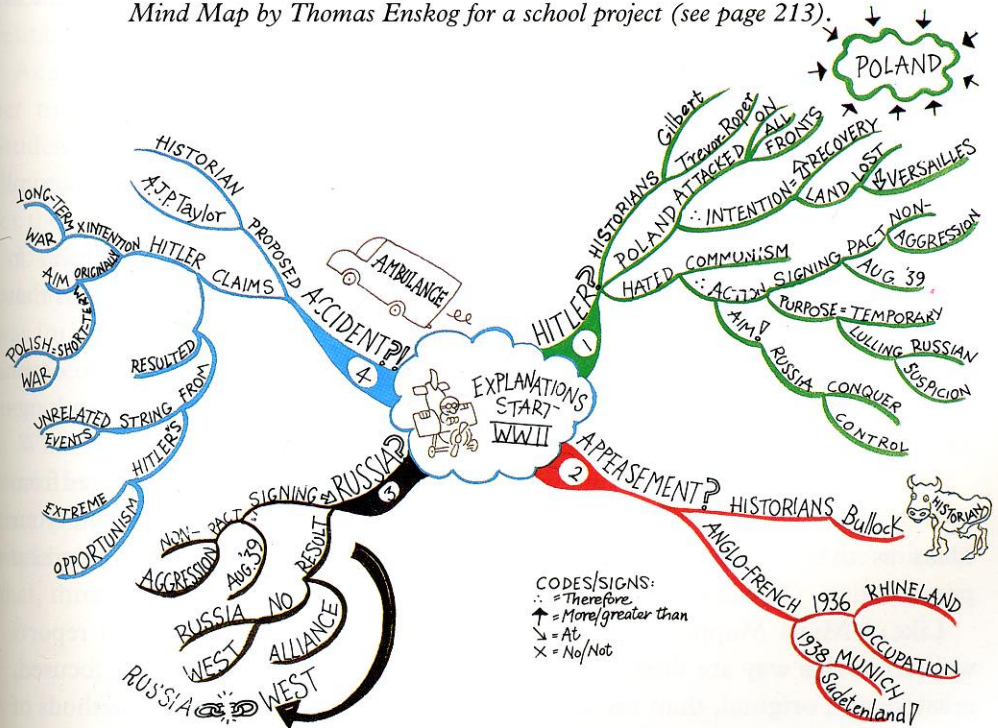 Mind Map by Thomas Enskog for a school project (see page 213).
POLAND
EXPLANATIONS
START
WWII
1
HITLER?
HISTORIANS
Gilbert
Trevor-Roper
POLAND ATTACKED
ON
ALL
FRONTS
∴ INTENTION=
RECOVERY
LAND LOST
VERSAILLES
HATED
COMMUNISM
∴ ACTION
SIGNING PACT
NON-
AGGRESSION
AUG '39
PURPOSE = TEMPORARY
LULLING RUSSIAN
SUSPICION
AIM!
RUSSIA
CONQUER
CONTROL
2
APPEASEMENT?
HISTORIANS
Bullock
HISTORIAN
ANGLO-FRENCH
1936
RHINELAND
OCCUPATION
1938 MUNICH
Sudetenland!
3
RUSSIA?
SIGNING
PACT
NON-
AGGRESSION
AUG.'39
RESULT
NO
ALLIANCE
RUSSIA
WEST
RUSSIA
WEST
4
ACCIDENT?!
AMBULANCE
PROPOSED
HISTORIAN
A.J.P. Taylor
CLAIMS
HITLER
X INTENTION
LONG-TERM
WAR
ORIGINAL
AIM
SHORT-TERM
=
POLISH
WAR
RESULTED
FROM
STRING
UNRELATED
EVENTS
HITLER'S
EXTREME
OPPORTUNISM
CODES/SIGNS:
∴ = Therefore
↑ = More/greater than
↘ = At
X = No/Not